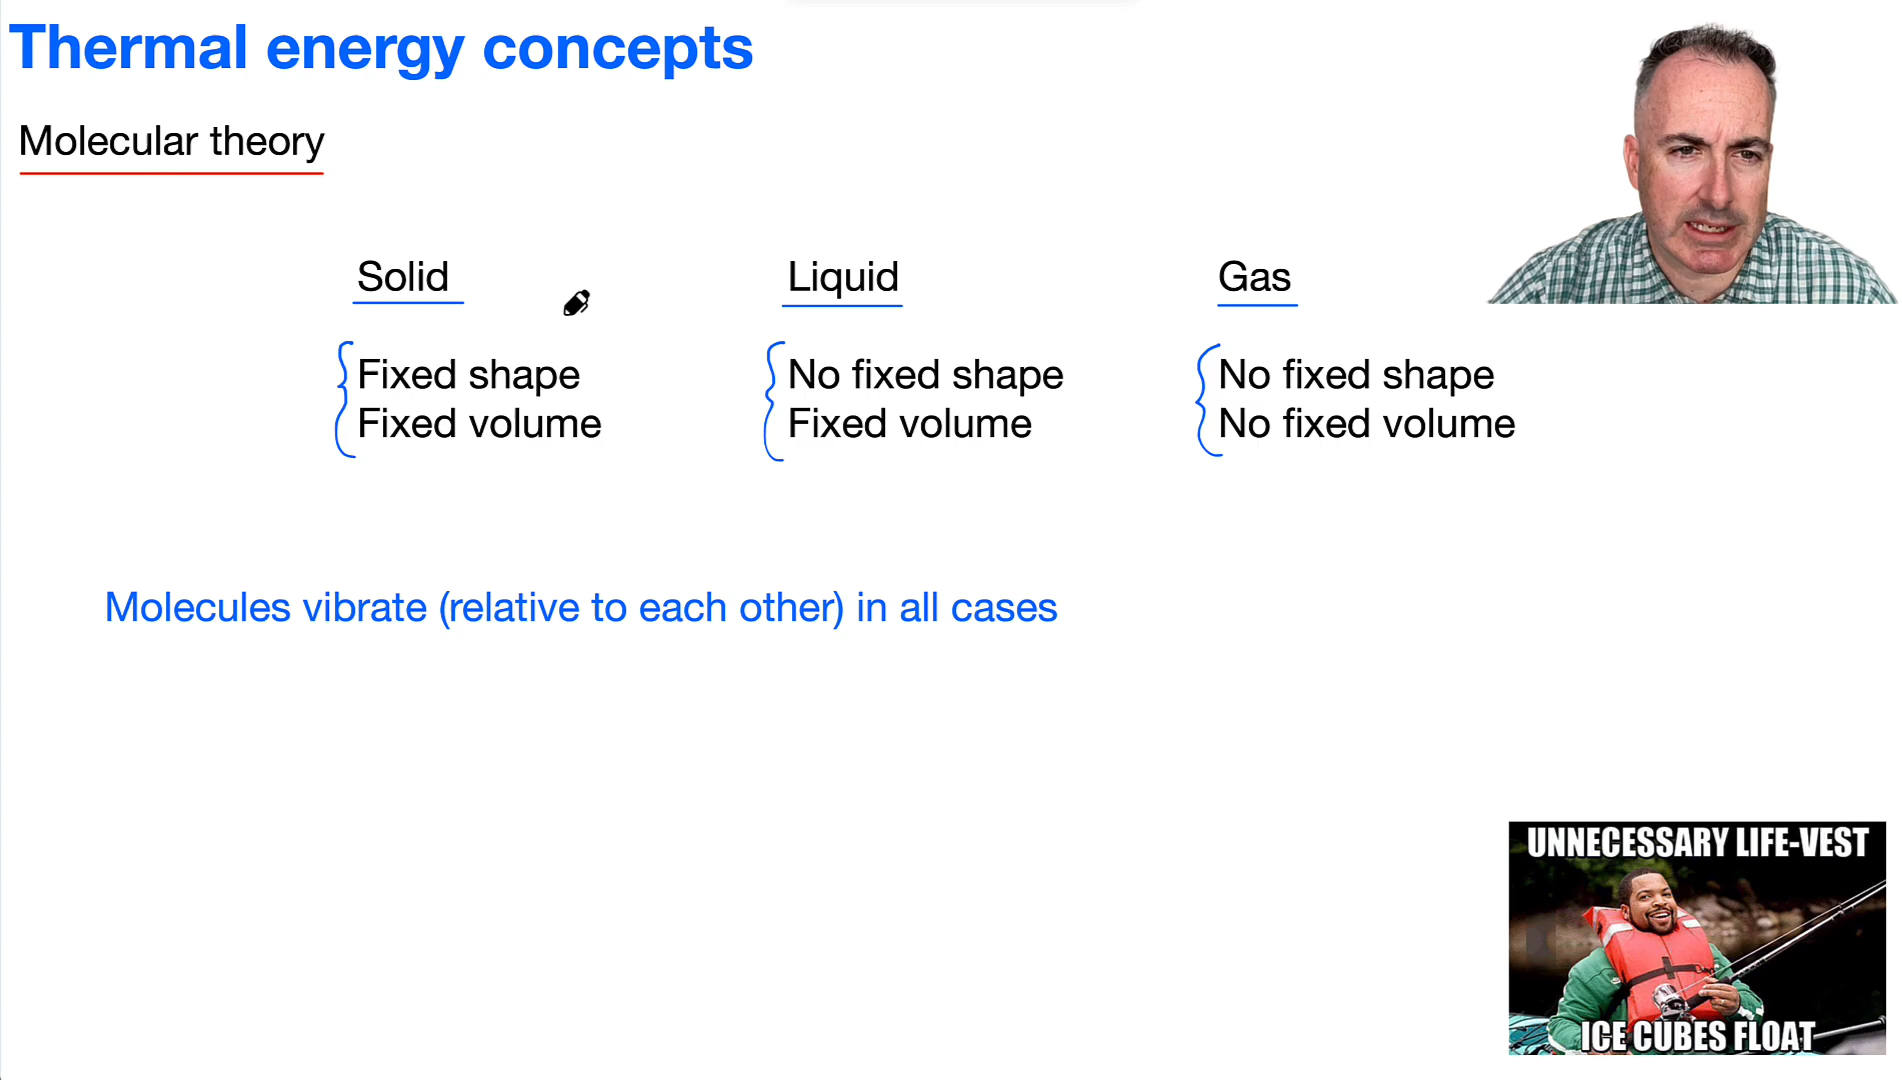 Thermal energy concepts
Molecular theory
Solid Liquid Gas
Fixed shape No fixed shape No fixed shape
Fixed volume Fixed volume No fixed volume
Molecules vibrate (relative to each other) in all cases
UNNECESSARY LIFE-VEST
ICE CUBES FLOAT